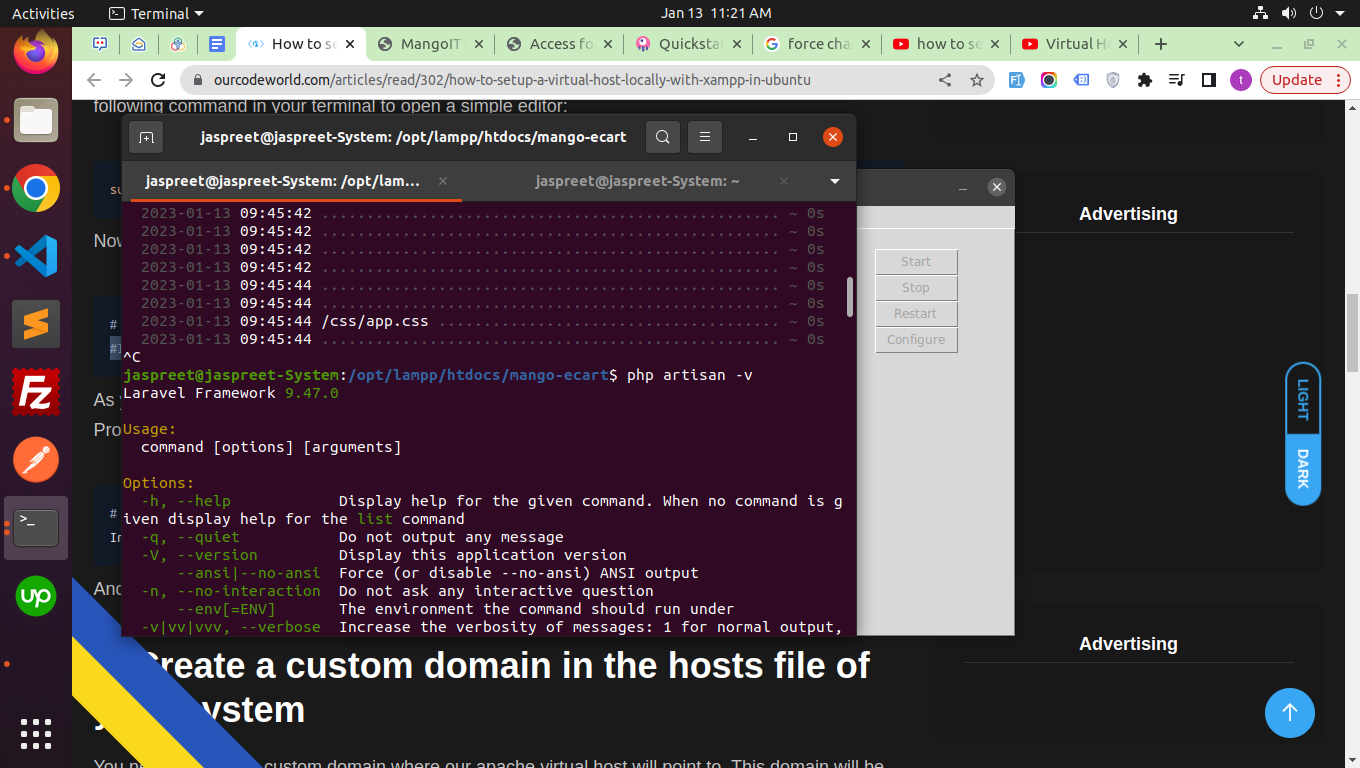 Activities
Terminal
Jan 13 11:21 AM
How to se
MangoIT
Access fo
Quickstar
force cha
how to se
Virtual H
ourcodeworld.com/articles/read/302/how-to-setup-a-virtual-host-locally-with-xampp-in-ubuntu
t
Update
following command in your terminal to open a simple editor:
jaspreet@jaspreet-System: /opt/lampp/htdocs/mango-ecart
jaspreet@jaspreet-System: /opt/lam...
jaspreet@jaspreet-System: ~
su
Now
#
As y
Pro
#
In
And
2023-01-13 09:45:42 ................................................... ~ 0s
2023-01-13 09:45:42 ................................................... ~ 0s
2023-01-13 09:45:42 ................................................... ~ 0s
2023-01-13 09:45:42 ................................................... ~ 0s
2023-01-13 09:45:44 ................................................... ~ 0s
2023-01-13 09:45:44 ................................................... ~ 0s
2023-01-13 09:45:44 /css/app.css ...................................... ~ 0s
2023-01-13 09:45:44 ................................................... ~ 0s
^C
jaspreet@jaspreet-System:/opt/lampp/htdocs/mango-ecart$ php artisan -v
Laravel Framework 9.47.0
Usage:
command [options] [arguments]
Options:
-h, --help Display help for the given command. When no command is g
iven display help for the list command
-q, --quiet Do not output any message
-V, --version Display this application version
--ansi|--no-ansi Force (or disable --no-ansi) ANSI output
-n, --no-interaction Do not ask any interactive question
--env[=ENV] The environment the command should run under
-v|vv|vvv, --verbose Increase the verbosity of messages: 1 for normal output,
Start
Stop
Restart
Configure
Advertising
LIGHT
DARK
Advertising
Create a custom domain in the hosts file of
ystem
custom domain where our apache virtual host will point to. This domain will be
Fz
>_
up